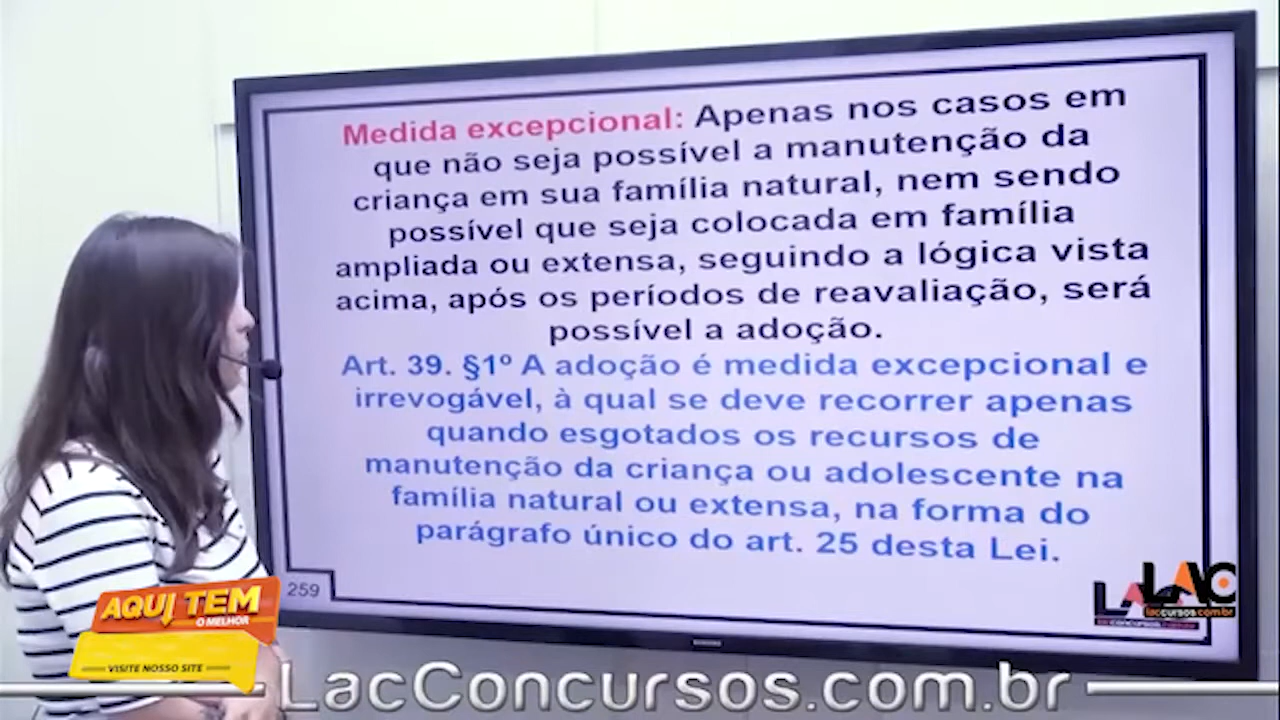 Medida excepcional: Apenas nos casos em
que não seja possível a manutenção da
criança em sua família natural, nem sendo
possível que seja colocada em família
ampliada ou extensa, seguindo a lógica vista
acima, após os períodos de reavaliação, será
possível a adoção.
Art. 39. §1º A adoção é medida excepcional e
irrevogável, à qual se deve recorrer apenas
quando esgotados os recursos de
manutenção da criança ou adolescente na
família natural ou extensa, na forma do
parágrafo único do art. 25 desta Lei.
259
LAC
laccursos.com.br
AQUI TEM
O MELHOR
VISITE NOSSO SITE
LacConcursos.com.br